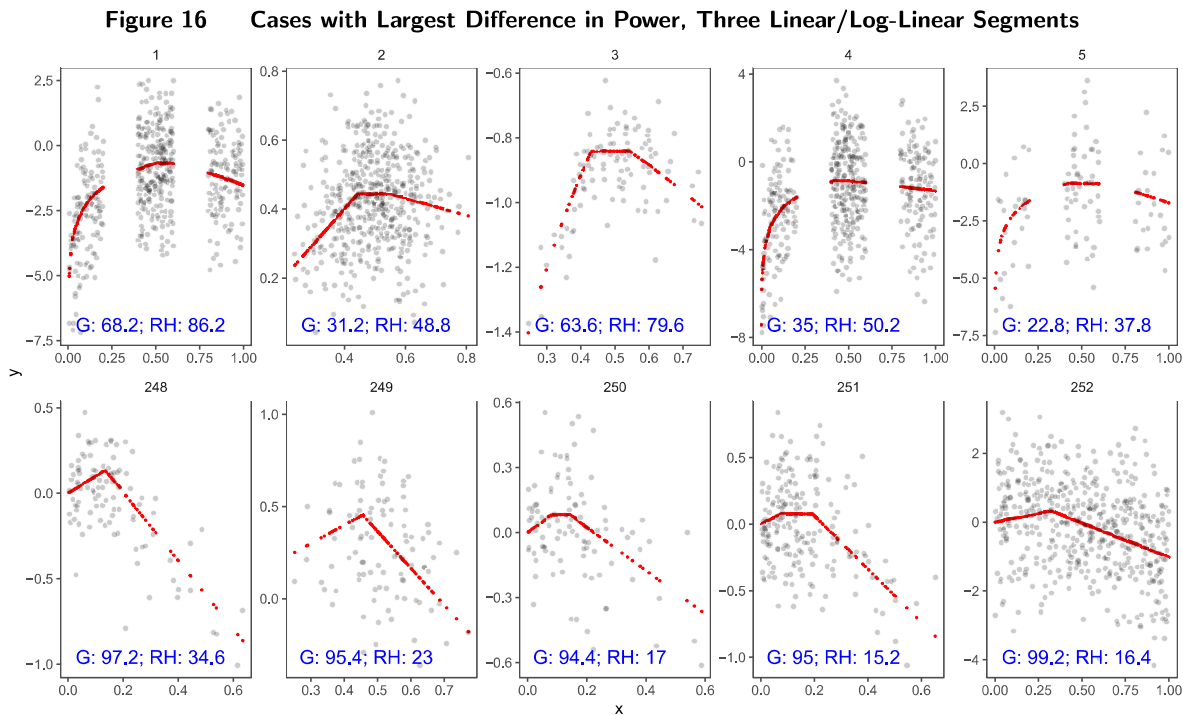 Figure 16 Cases with Largest Difference in Power, Three Linear/Log-Linear Segments
1 2 3 4 5
2.5 0.0 −2.5 −5.0 −7.5
0.8 0.6 0.4 0.2
−0.6 −0.8 −1.0 −1.2 −1.4
4 0 −4 −8
2.5 0.0 −2.5 −5.0 −7.5
G: 68.2; RH: 86.2
G: 31.2; RH: 48.8
G: 63.6; RH: 79.6
G: 35; RH: 50.2
G: 22.8; RH: 37.8
0.00 0.25 0.50 0.75 1.00
0.4 0.6 0.8
0.3 0.4 0.5 0.6 0.7
0.00 0.25 0.50 0.75 1.00
0.00 0.25 0.50 0.75 1.00
y
248 249 250 251 252
0.5 0.0 −0.5 −1.0
1.0 0.5 0.0
0.6 0.3 0.0 −0.3 −0.6
0.5 0.0 −0.5 −1.0
2 0 −2 −4
G: 97.2; RH: 34.6
G: 95.4; RH: 23
G: 94.4; RH: 17
G: 95; RH: 15.2
G: 99.2; RH: 16.4
0.0 0.2 0.4 0.6
0.3 0.4 0.5 0.6 0.7
0.0 0.1 0.2 0.3 0.4 0.5 0.6
0.0 0.2 0.4 0.6
0.00 0.25 0.50 0.75 1.00
x